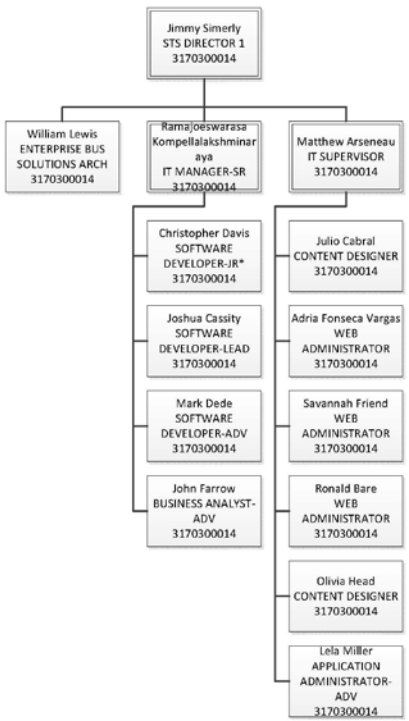 Jimmy Simerly
STS DIRECTOR 1
3170300014
William Lewis
ENTERPRISE BUS
SOLUTIONS ARCH
3170300014
Ramajoeswarasa
Kompellalakshminar
aya
IT MANAGER-SR
3170300014
Matthew Arseneau
IT SUPERVISOR
3170300014
Christopher Davis
SOFTWARE
DEVELOPER-JR*
3170300014
Joshua Cassity
SOFTWARE
DEVELOPER-LEAD
3170300014
Mark Dede
SOFTWARE
DEVELOPER-ADV
3170300014
John Farrow
BUSINESS ANALYST-
ADV
3170300014
Julio Cabral
CONTENT DESIGNER
3170300014
Adria Fonseca Vargas
WEB
ADMINISTRATOR
3170300014
Savannah Friend
WEB
ADMINISTRATOR
3170300014
Ronald Bare
WEB
ADMINISTRATOR
3170300014
Olivia Head
CONTENT DESIGNER
3170300014
Lela Miller
APPLICATION
ADMINISTRATOR-
ADV
3170300014